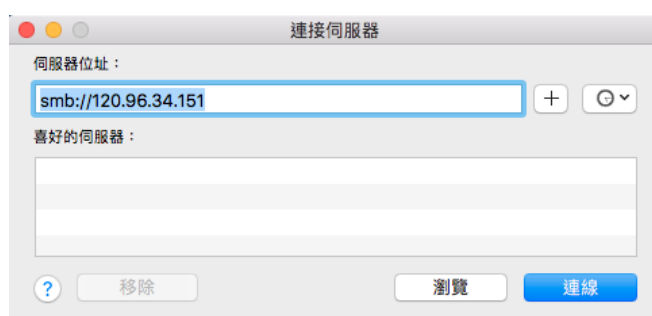 連接伺服器
伺服器位址：
smb://120.96.34.151
喜好的伺服器：
? 移除 瀏覽 連線